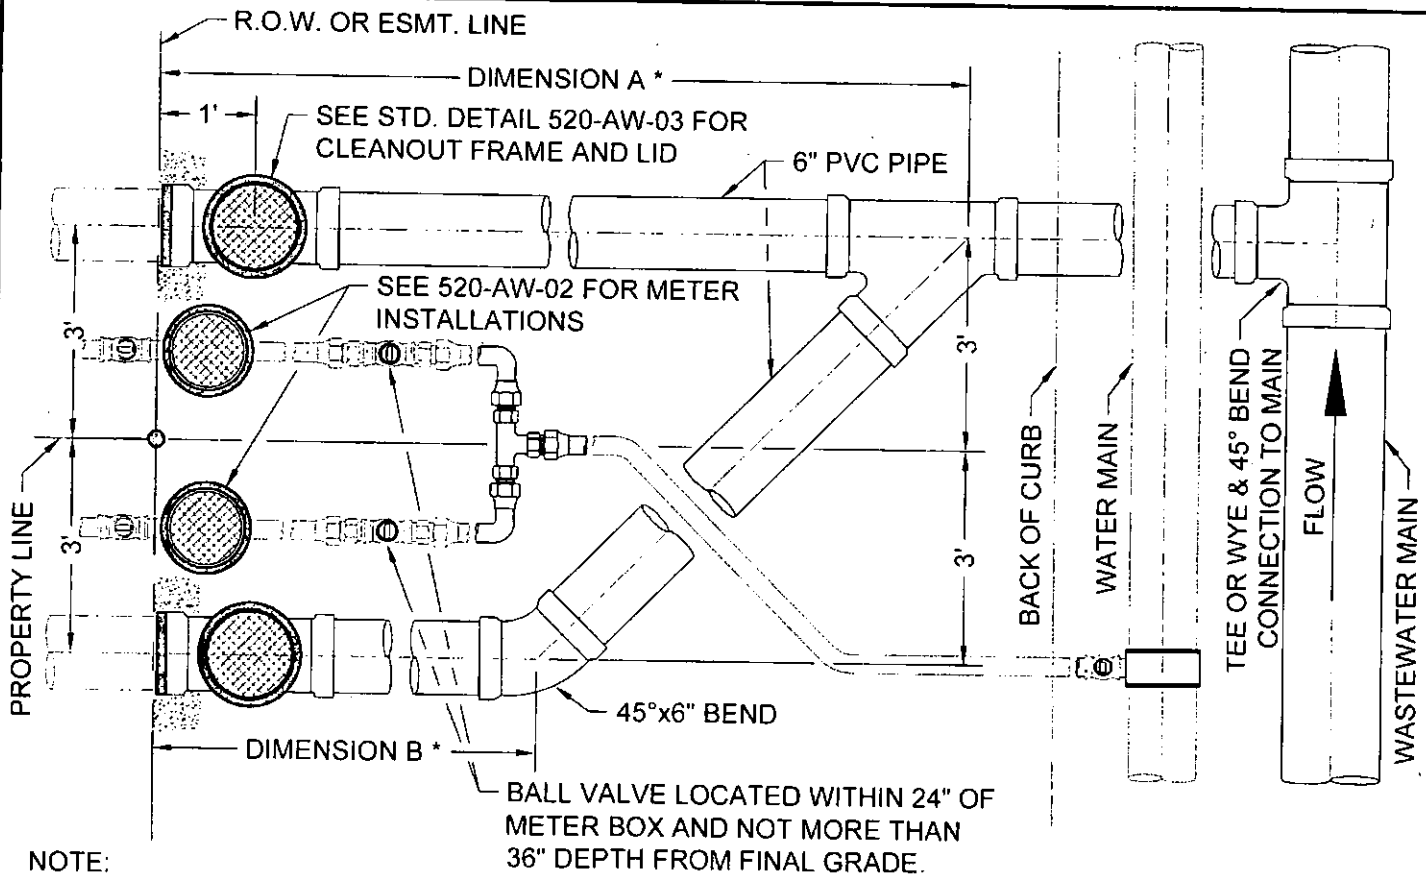 R.O.W. OR ESMT. LINE
DIMENSION A *
1'
SEE STD. DETAIL 520-AW-03 FOR
CLEANOUT FRAME AND LID
6" PVC PIPE
SEE 520-AW-02 FOR METER
INSTALLATIONS
3'
3'
3'
3'
PROPERTY LINE
BACK OF CURB
WATER MAIN
TEE OR WYE & 45° BEND
CONNECTION TO MAIN
FLOW
WASTEWATER MAIN
45°x6" BEND
DIMENSION B *
BALL VALVE LOCATED WITHIN 24" OF
METER BOX AND NOT MORE THAN
36" DEPTH FROM FINAL GRADE.
NOTE: